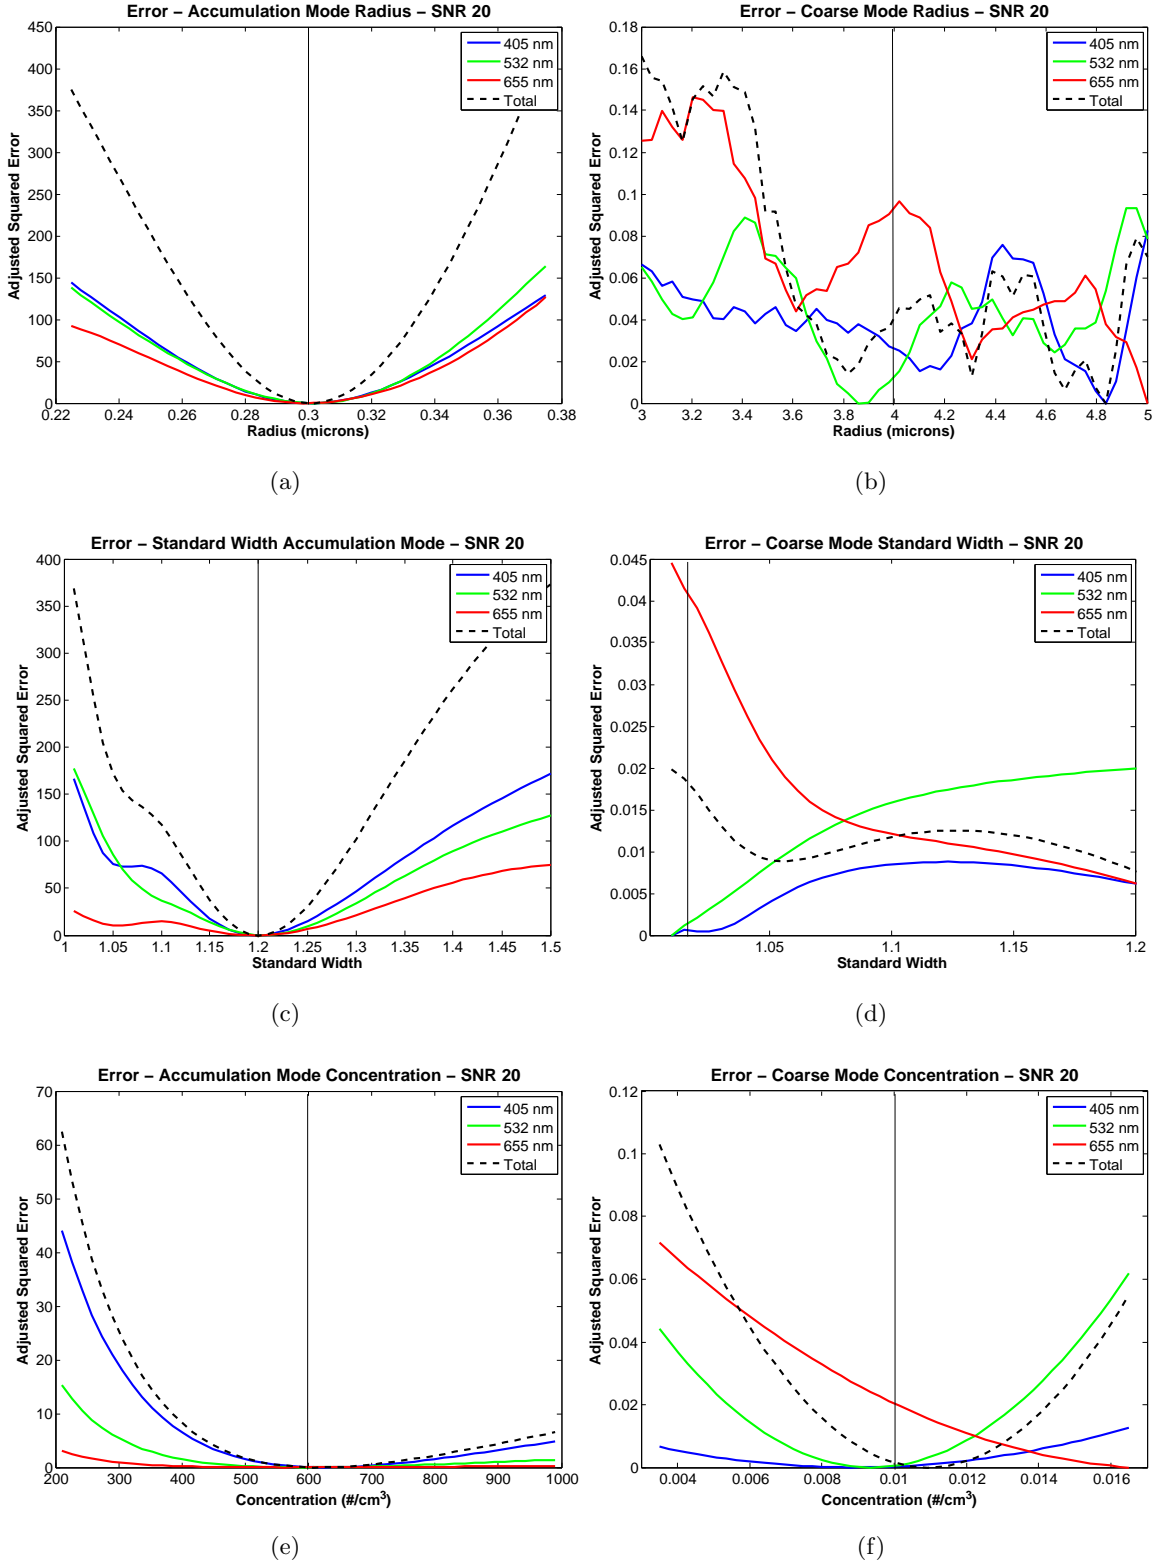 Error – Accumulation Mode Radius – SNR 20
450
400
350
300
250
200
150
100
50
0
Adjusted Squared Error
405 nm
532 nm
655 nm
Total
0.22 0.24 0.26 0.28 0.3 0.32 0.34 0.36 0.38
Radius (microns)
(a)
Error – Coarse Mode Radius – SNR 20
0.18
0.16
0.14
0.12
0.1
0.08
0.06
0.04
0.02
0
Adjusted Squared Error
405 nm
532 nm
655 nm
Total
3 3.2 3.4 3.6 3.8 4 4.2 4.4 4.6 4.8 5
Radius (microns)
(b)
Error – Standard Width Accumulation Mode – SNR 20
400
350
300
250
200
150
100
50
0
Adjusted Squared Error
405 nm
532 nm
655 nm
Total
1 1.05 1.1 1.15 1.2 1.25 1.3 1.35 1.4 1.45 1.5
Standard Width
(c)
Error – Coarse Mode Standard Width – SNR 20
0.045
0.04
0.035
0.03
0.025
0.02
0.015
0.01
0.005
0
Adjusted Squared Error
405 nm
532 nm
655 nm
Total
1.05 1.1 1.15 1.2
Standard Width
(d)
Error – Accumulation Mode Concentration – SNR 20
70
60
50
40
30
20
10
0
Adjusted Squared Error
405 nm
532 nm
655 nm
Total
200 300 400 500 600 700 800 900 1000
Concentration (#/cm³)
(e)
Error – Coarse Mode Concentration – SNR 20
0.12
0.1
0.08
0.06
0.04
0.02
0
Adjusted Squared Error
405 nm
532 nm
655 nm
Total
0.004 0.006 0.008 0.01 0.012 0.014 0.016
Concentration (#/cm³)
(f)